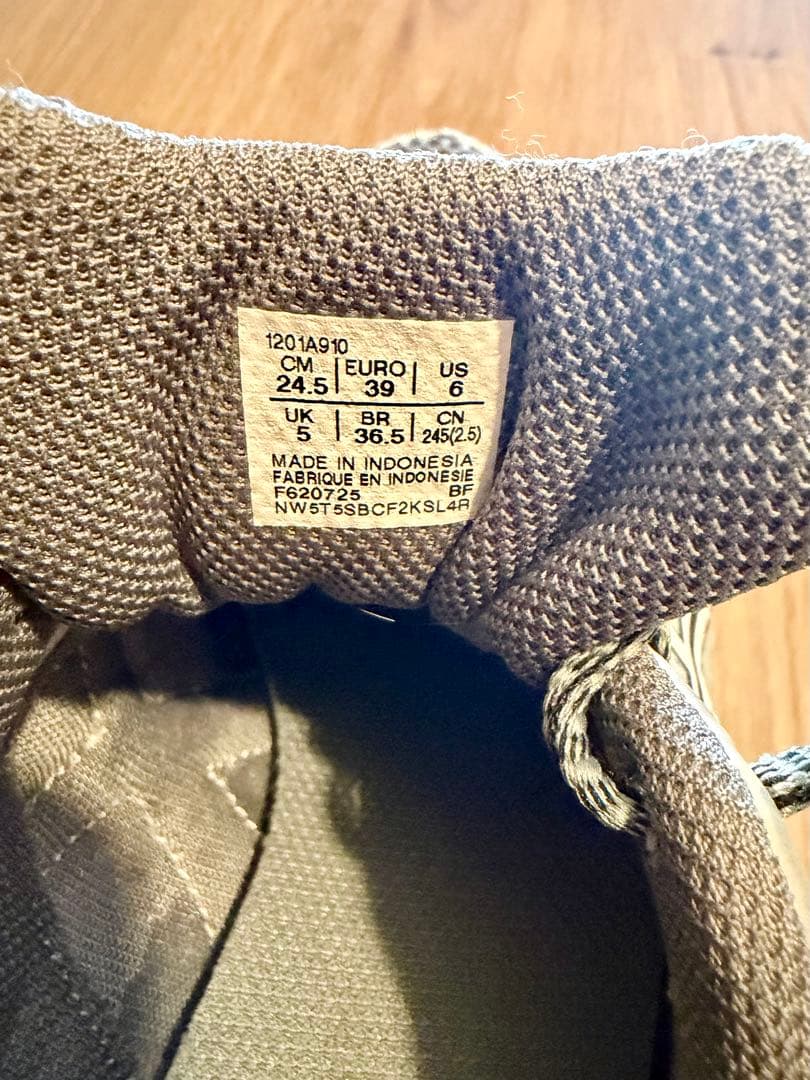 1201A910
CM | EURO | US
24.5 | 39 | 6
UK | BR | CN
5 | 36.5 | 245(2.5)
MADE IN INDONESIA
FABRIQUE EN INDONESIE
F620725 BF
NW5T5SBCF2KSL4R